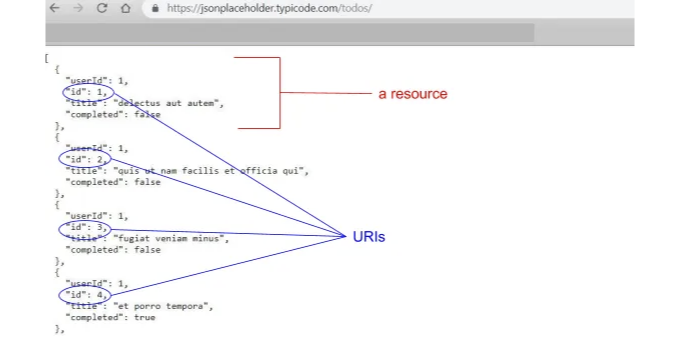 https://jsonplaceholder.typicode.com/todos/
[
{
"userId": 1,
"id": 1,
"title": "delectus aut autem",
"completed": false
},
{
"userId": 1,
"id": 2,
"title": "quis ut nam facilis et officia qui",
"completed": false
},
{
"userId": 1,
"id": 3,
"title": "fugiat veniam minus",
"completed": false
},
{
"userId": 1,
"id": 4,
"title": "et porro tempora",
"completed": true
},
a resource
URIs